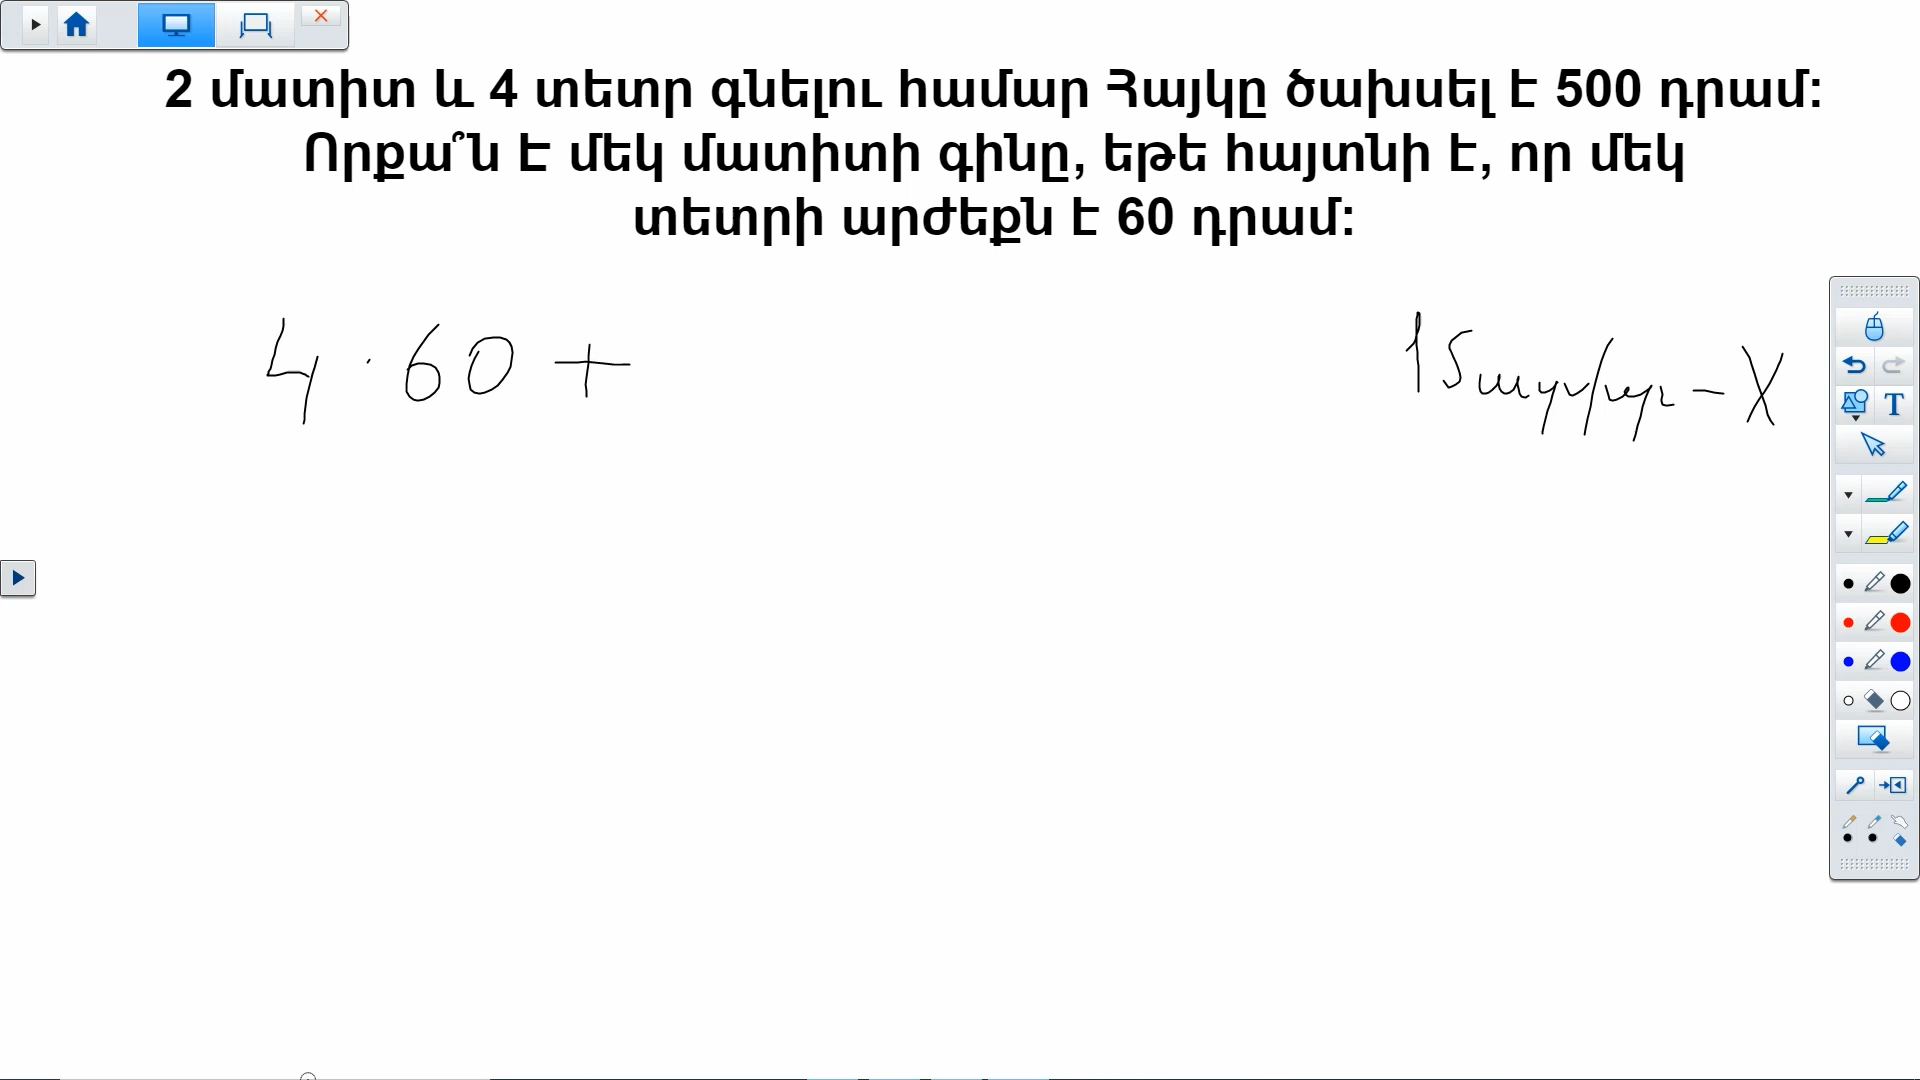 2 մատիտ և 4 տետր գնելու համար Հայկը ծախսել է 500 դրամ:
Որքա՞ն է մեկ մատիտի գինը, եթե հայտնի է, որ մեկ
տետրի արժեքն է 60 դրամ:
4 · 60 +
1 – X
T